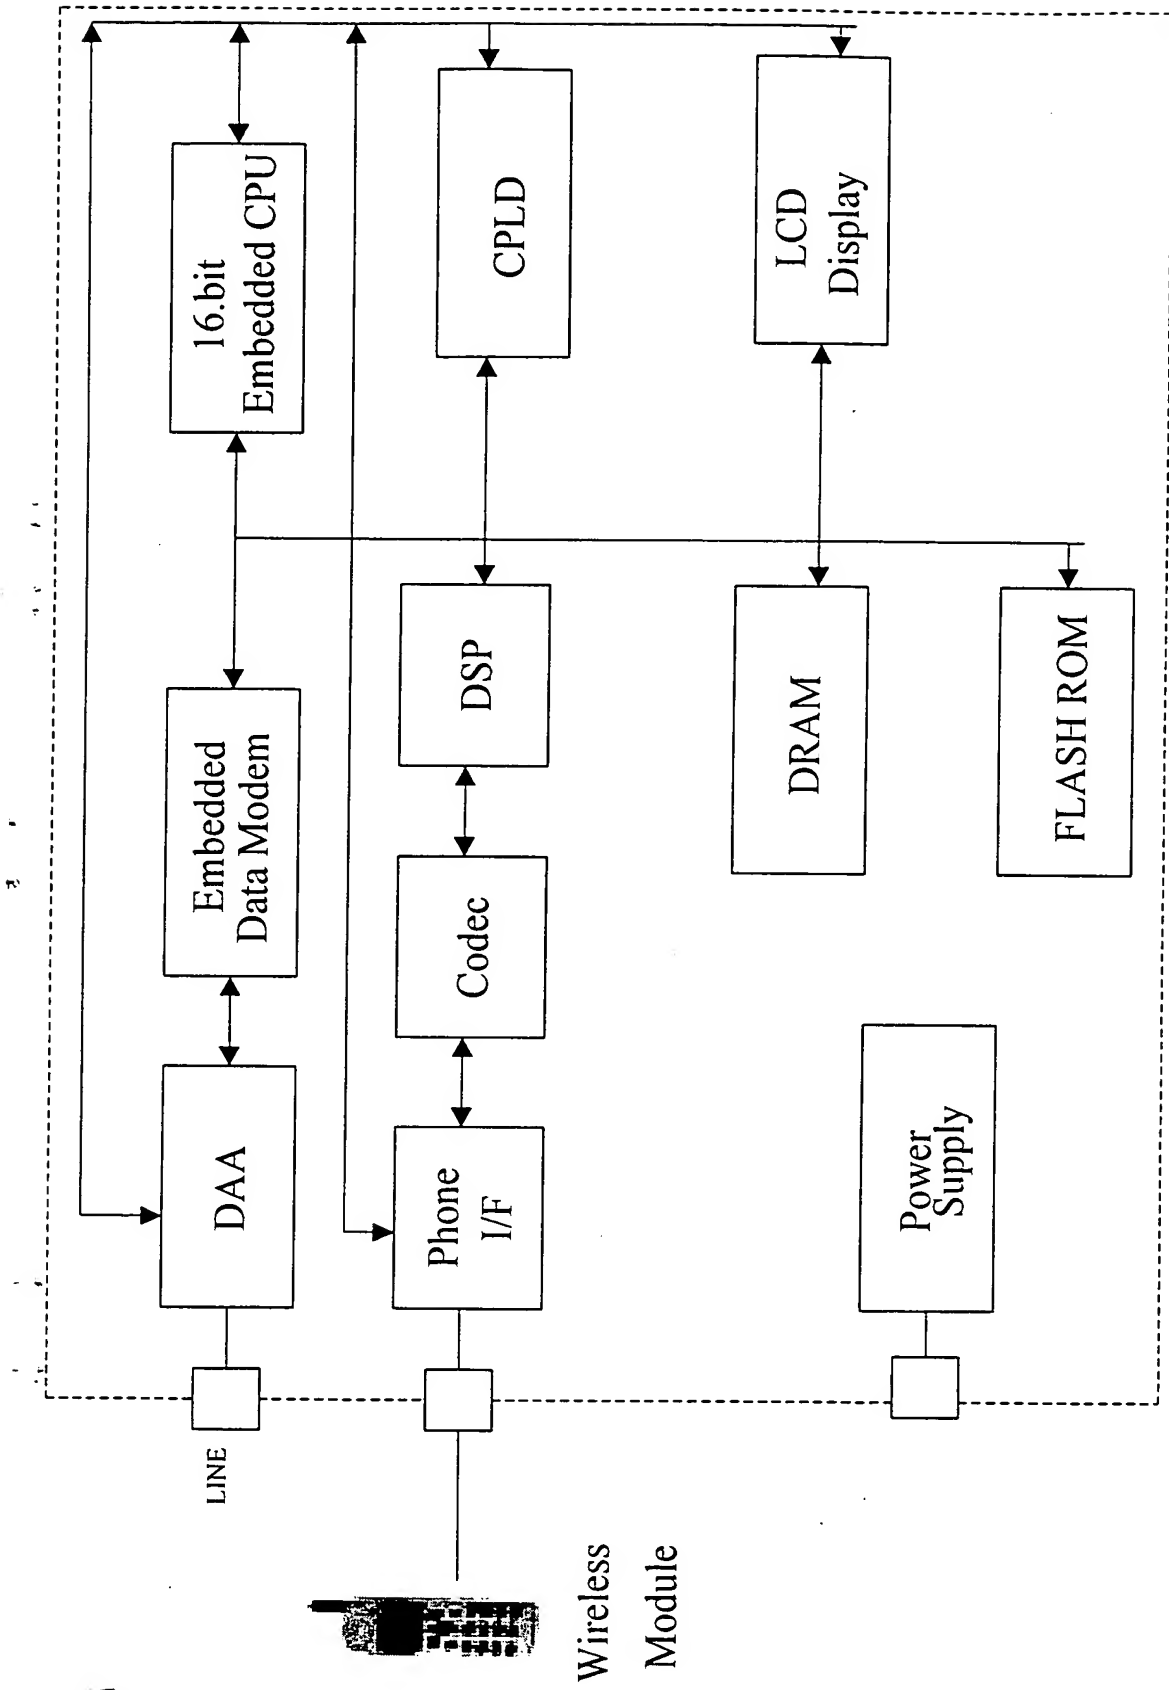 LINE
DAA
Embedded
Data Modem
16.bit
Embedded CPU
Wireless
Module
Phone
I/F
Codec
DSP
CPLD
DRAM
LCD
Display
Power
Supply
FLASH ROM